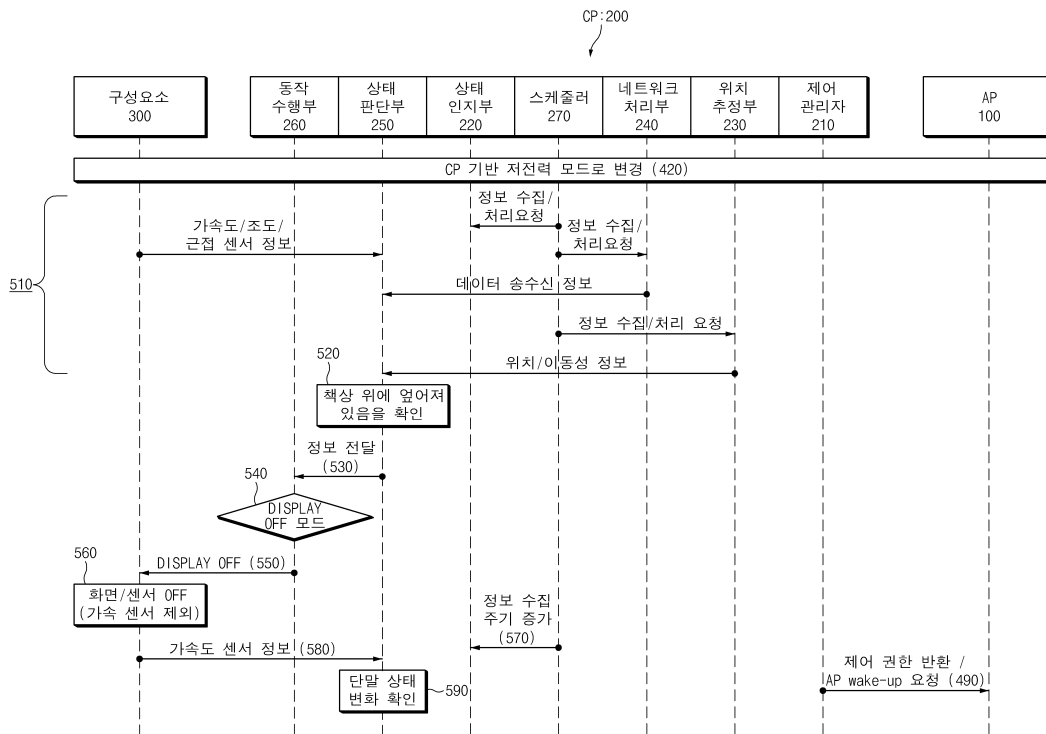 CP:200
구성요소
300
동작
수행부
260
상태
판단부
250
상태
인지부
220
스케줄러
270
네트워크
처리부
240
위치
추정부
230
제어
관리자
210
AP
100
CP 기반 저전력 모드로 변경 (420)
정보 수집/
처리요청
가속도/조도/
근접 센서 정보
정보 수집/
처리요청
510
데이터 송수신 정보
정보 수집/처리 요청
위치/이동성 정보
520
책상 위에 엎어져
있음을 확인
정보 전달
(530)
540
DISPLAY
OFF 모드
560
DISPLAY OFF (550)
화면/센서 OFF
(가속 센서 제외)
정보 수집
주기 증가
(570)
가속도 센서 정보 (580)
단말 상태
변화 확인
590
제어 권한 반환 /
AP wake-up 요청 (490)